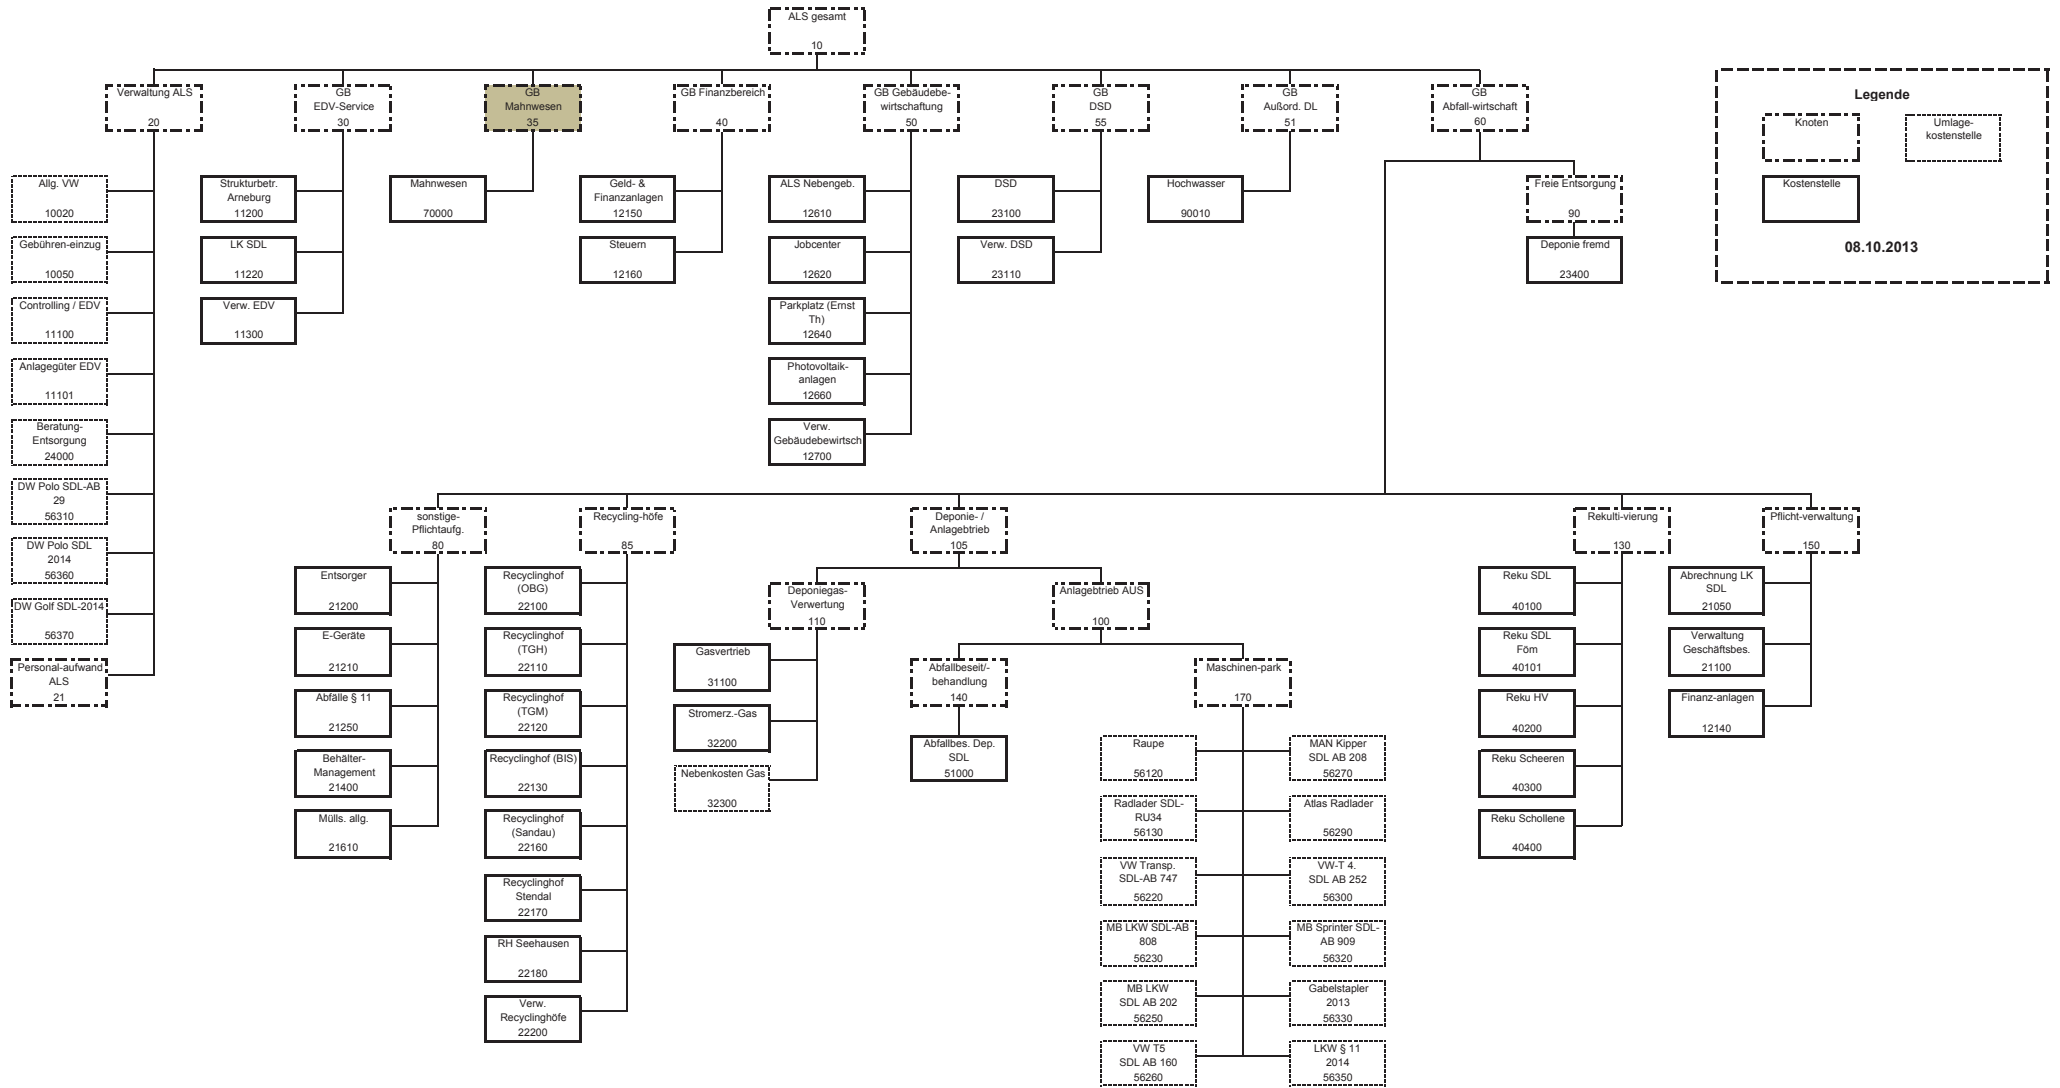 ALS gesamt
10
Verwaltung ALS
20
GB
EDV-Service
30
GB
Mahnwesen
35
GB Finanzbereich
40
GB Gebäudebe-
wirtschaftung
50
GB
DSD
55
GB
Außord. DL
51
GB
Abfall-wirtschaft
60
Legende
Knoten
Umlage-
kostenstelle
Kostenstelle
08.10.2013
Allg. VW
10020
Gebühren-einzug
10050
Controlling / EDV
11100
Anlagegüter EDV
11101
Beratung-
Entsorgung
24000
DW Polo SDL-AB
29
56310
DW Polo SDL
2014
56360
DW Golf SDL-2014
56370
Personal-aufwand
ALS
21
Strukturbetr.
Arneburg
11200
LK SDL
11220
Verw. EDV
11300
Mahnwesen
70000
Geld- &
Finanzanlagen
12150
Steuern
12160
ALS Nebengeb.
12610
Jobcenter
12620
Parkplatz (Ernst
Th)
12640
Photovoltaik-
anlagen
12660
Verw.
Gebäudebewirtsch
12700
DSD
23100
Verw. DSD
23110
Hochwasser
90010
Freie Entsorgung
90
Deponie fremd
23400
sonstige-
Pflichtaufg.
80
Recycling-höfe
85
Deponie- /
Anlagebtrieb
105
Rekulti-vierung
130
Pflicht-verwaltung
150
Entsorger
21200
E-Geräte
21210
Abfälle § 11
21250
Behälter-
Management
21400
Mülls. allg.
21610
Recyclinghof
(OBG)
22100
Recyclinghof
(TGH)
22110
Recyclinghof
(TGM)
22120
Recyclinghof (BIS)
22130
Recyclinghof
(Sandau)
22160
Recyclinghof
Stendal
22170
RH Seehausen
22180
Verw.
Recyclinghöfe
22200
Deponiegas-
Verwertung
110
Anlagebtrieb AUS
100
Gasvertrieb
31100
Stromerz.-Gas
32200
Nebenkosten Gas
32300
Abfallbeseit/-
behandlung
140
Abfallbes. Dep.
SDL
51000
Maschinen-park
170
Raupe
56120
MAN Kipper
SDL AB 208
56270
Radlader SDL-
RU34
56130
Atlas Radlader
56290
VW Transp.
SDL-AB 747
56220
VW-T 4.
SDL AB 252
56300
MB LKW SDL-AB
808
56230
MB Sprinter SDL-
AB 909
56320
MB LKW
SDL AB 202
56250
Gabelstapler
2013
56330
VW T5
SDL AB 160
56260
LKW § 11
2014
56350
Reku SDL
40100
Reku SDL
Föm
40101
Reku HV
40200
Reku Scheeren
40300
Reku Schollene
40400
Abrechnung LK
SDL
21050
Verwaltung
Geschäftsbes.
21100
Finanz-anlagen
12140